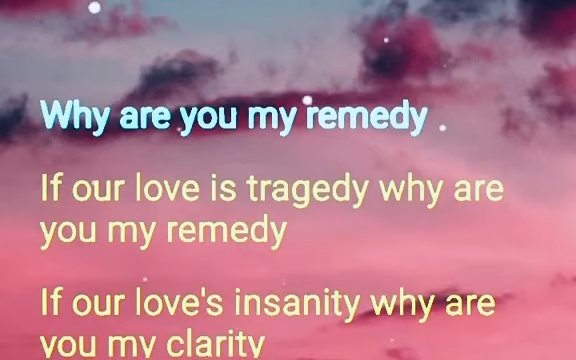 Why are you my remedy
If our love is tragedy why are
you my remedy
If our love's insanity why are
you my clarity